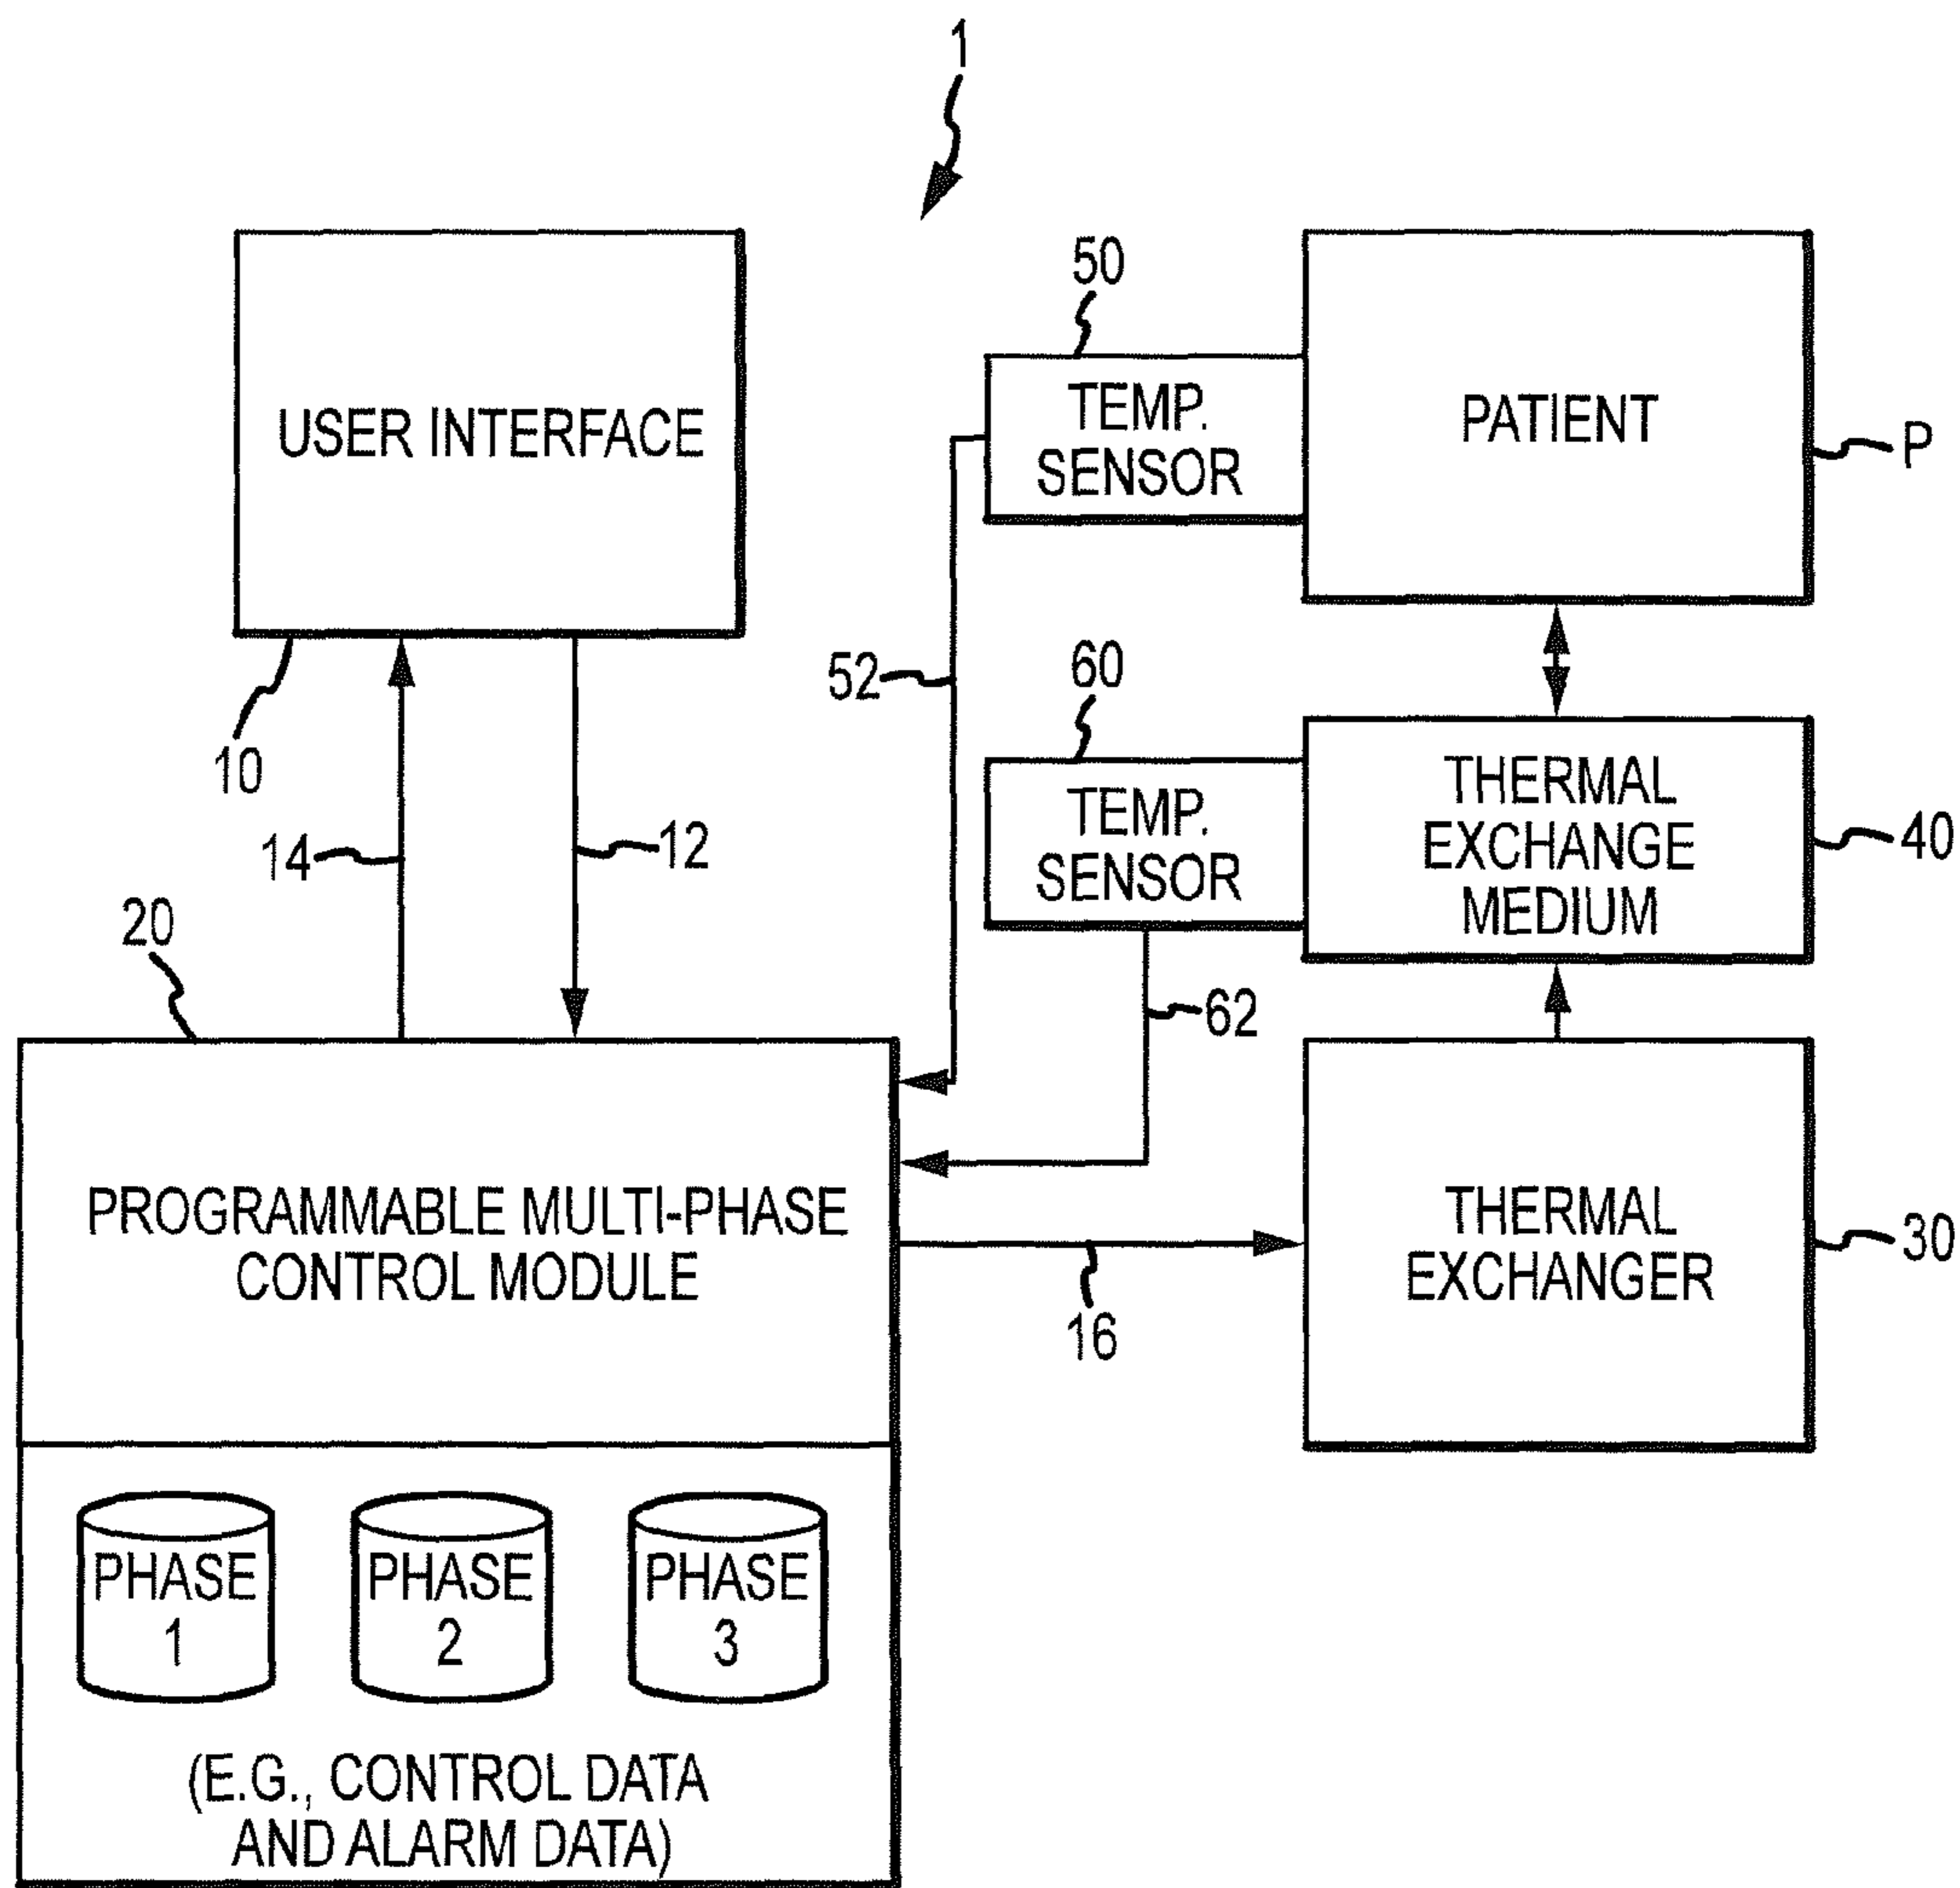 1
USER INTERFACE
10
14
12
50
TEMP.
SENSOR
52
PATIENT
P
60
TEMP.
SENSOR
62
THERMAL
EXCHANGE
MEDIUM
40
20
PROGRAMMABLE MULTI-PHASE
CONTROL MODULE
16
THERMAL
EXCHANGER
30
PHASE
1
PHASE
2
PHASE
3
(E.G., CONTROL DATA
AND ALARM DATA)